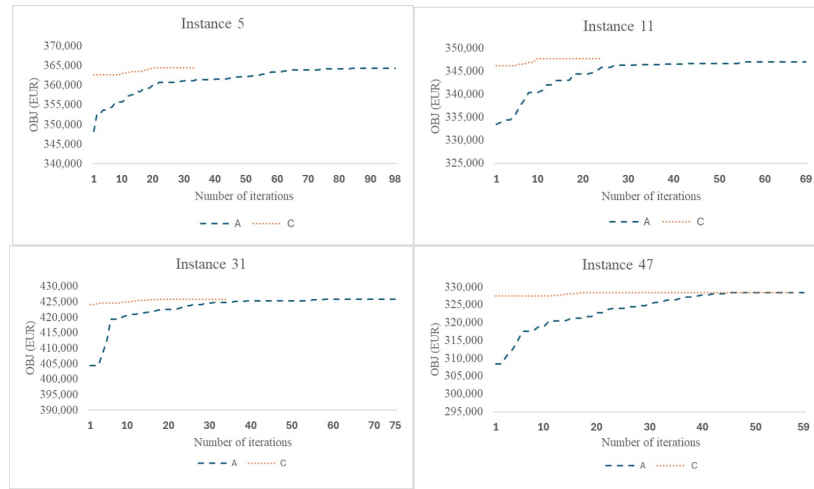 Instance 5
370,000
365,000
360,000
355,000
350,000
345,000
340,000
OBJ (EUR)
1 10 20 30 40 50 60 70 80 90 98
Number of iterations
A C
Instance 11
350,000
345,000
340,000
335,000
330,000
325,000
OBJ (EUR)
1 10 20 30 40 50 60 69
Number of iterations
A C
Instance 31
430,000
425,000
420,000
415,000
410,000
405,000
400,000
395,000
390,000
OBJ (EUR)
1 10 20 30 40 50 60 70 75
Number of iterations
A C
Instance 47
330,000
325,000
320,000
315,000
310,000
305,000
300,000
295,000
OBJ (EUR)
1 10 20 30 40 50 59
Number of iterations
A C